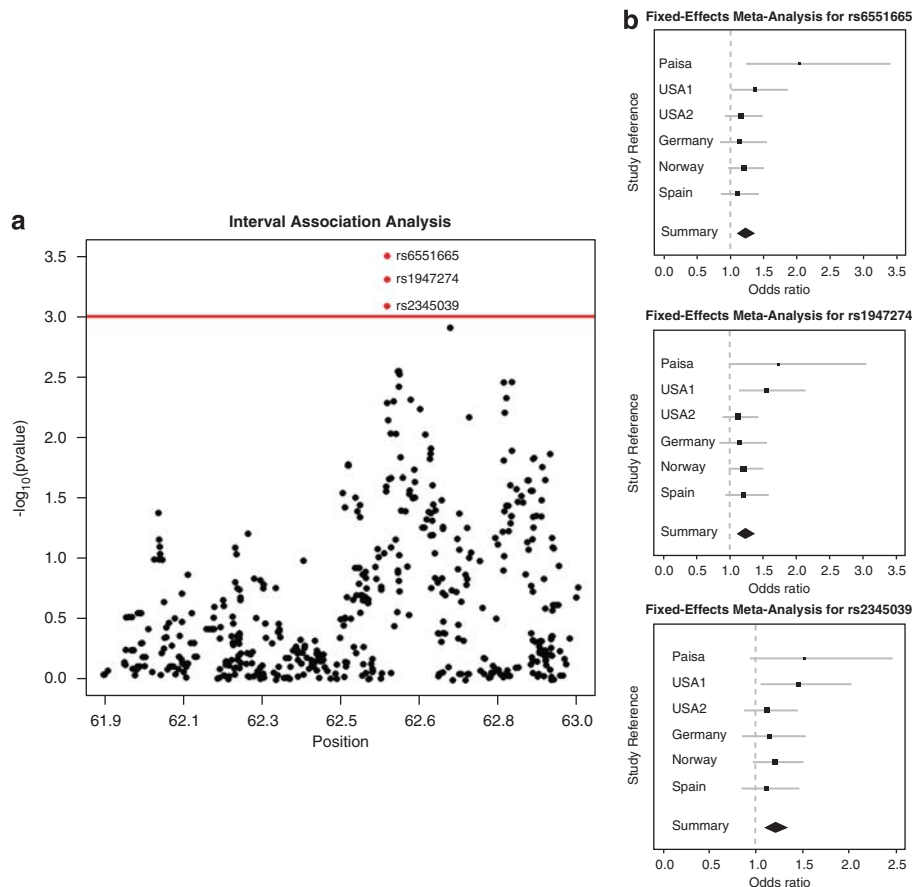 a
Interval Association Analysis
-log10(pvalue)
3.5
3.0
2.5
2.0
1.5
1.0
0.5
0.0
rs6551665
rs1947274
rs2345039
61.9 62.1 62.3 62.5 62.6 62.8 63.0
Position
b
Fixed-Effects Meta-Analysis for rs6551665
Study Reference
Paisa
USA1
USA2
Germany
Norway
Spain
Summary
0.0 0.5 1.0 1.5 2.0 2.5 3.0 3.5
Odds ratio
Fixed-Effects Meta-Analysis for rs1947274
Study Reference
Paisa
USA1
USA2
Germany
Norway
Spain
Summary
0.0 0.5 1.0 1.5 2.0 2.5 3.0 3.5
Odds ratio
Fixed-Effects Meta-Analysis for rs2345039
Study Reference
Paisa
USA1
USA2
Germany
Norway
Spain
Summary
0.0 0.5 1.0 1.5 2.0 2.5
Odds ratio